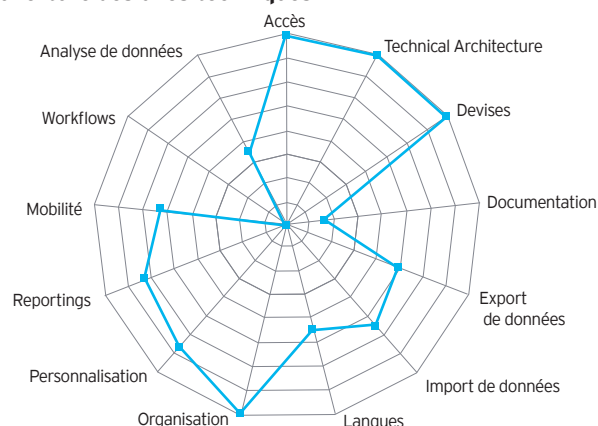 Accès
Technical Architecture
Analyse de données
Devises
Workflows
Documentation
Mobilité
Export
de données
Reportings
Personnalisation
Import de données
Organisation
Langues